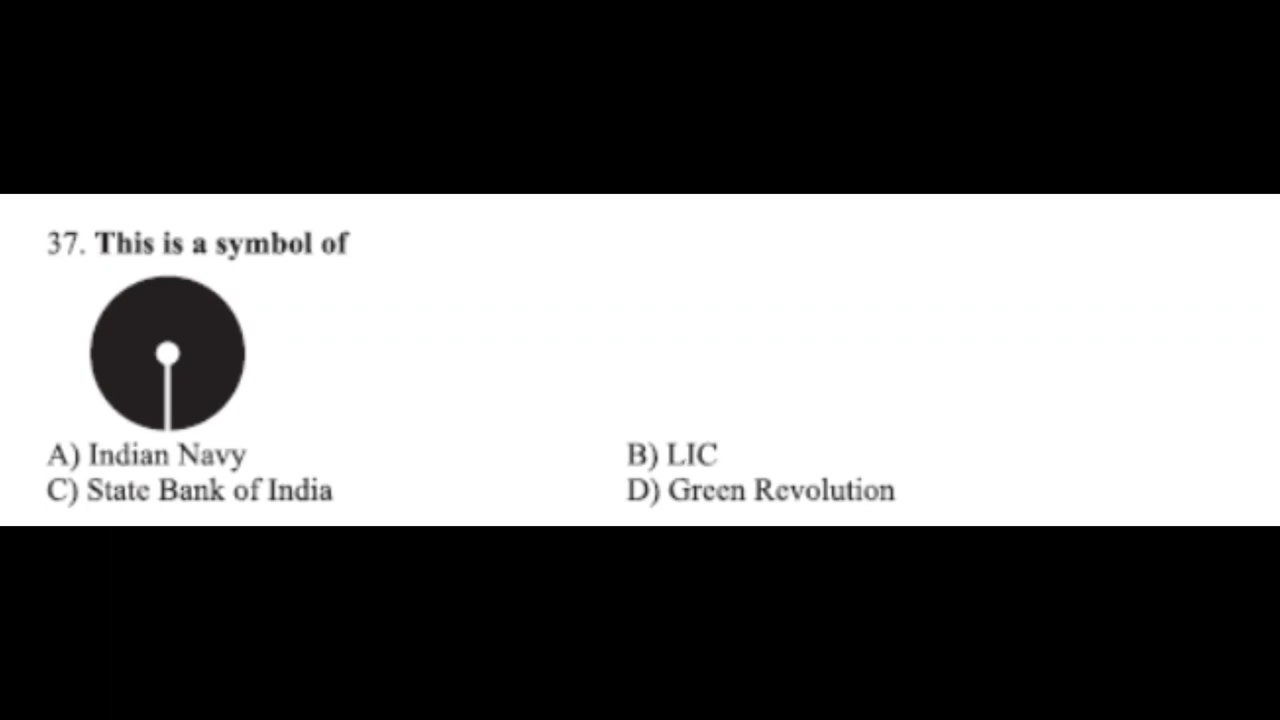 37. This is a symbol of
A) Indian Navy B) LIC
C) State Bank of India D) Green Revolution